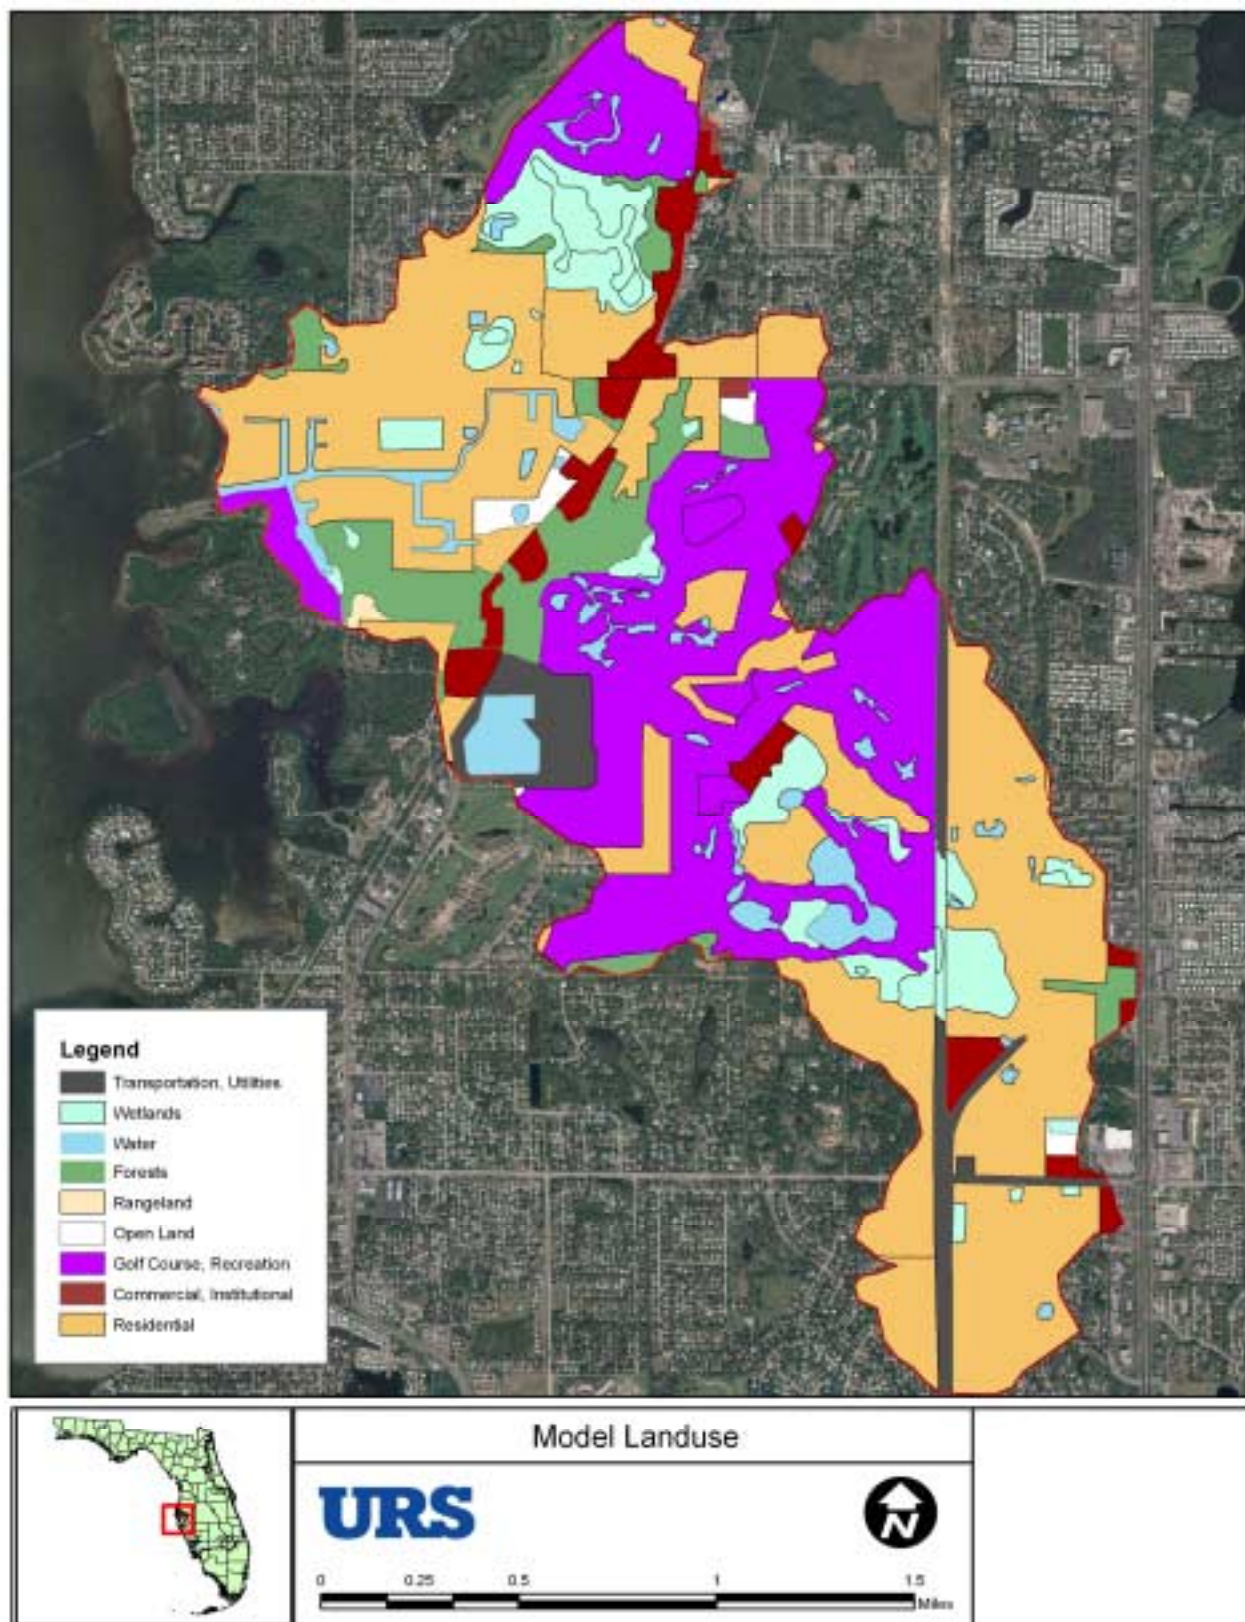 Legend
Transportation, Utilities
Wetlands
Water
Forests
Rangeland
Open Land
Golf Course, Recreation
Commercial, Institutional
Residential
Model Landuse
URS
N
0 0.25 0.5 1 1.5
Miles